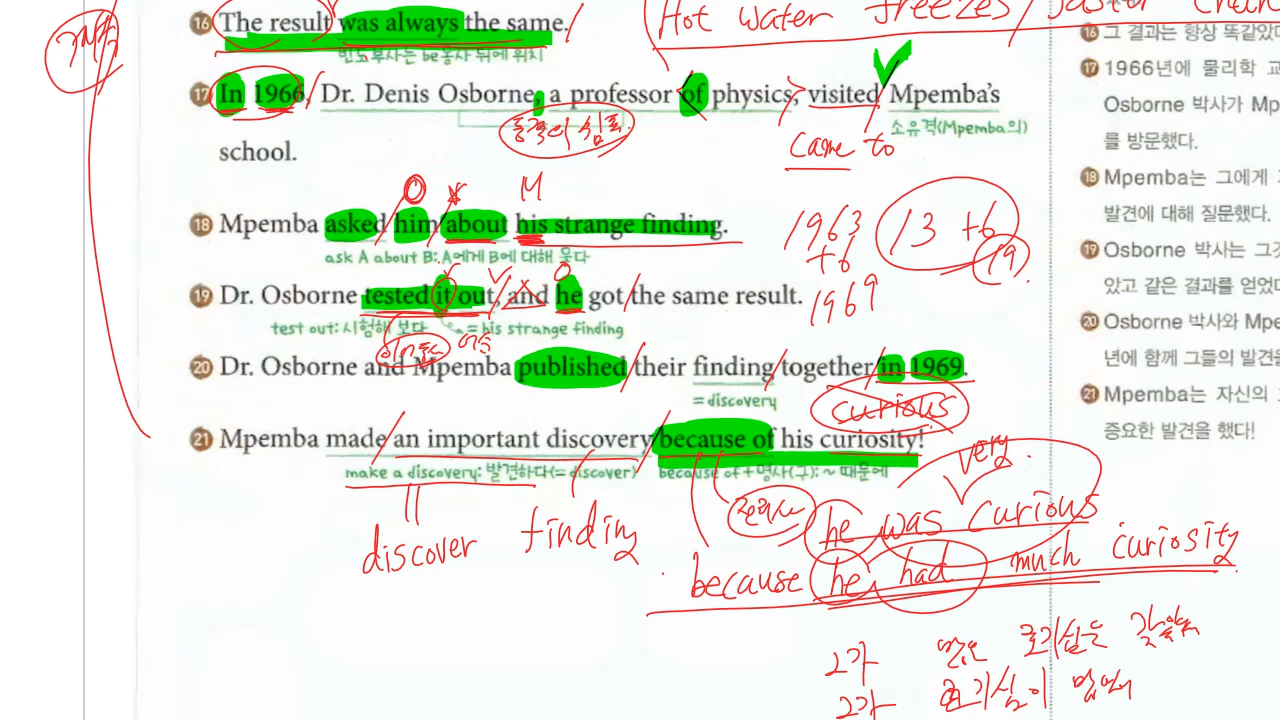 Hot water freezes/
16 The result was always the same.
빈도부사는 be동사 뒤에 위치
16 그 결과는 항상 똑같았다
17 In 1966, Dr. Denis Osborne, a professor of physics, visited Mpemba's
동격의 콤마
came to
소유격(Mpemba의)
school.
17 1966년에 물리학 교
Osborne 박사가 Mp
를 방문했다.
O M
18 Mpemba asked him about his strange finding.
ask A about B: A에게 B에 대해 묻다
1963
+6
1969
13 +6
19
18 Mpemba는 그에게
발견에 대해 질문했다.
O
19 Dr. Osborne tested it out, and he got the same result.
test out: 시험해 보다
= his strange finding
19 Osborne 박사는 그것
았고 같은 결과를 얻었
20 Dr. Osborne and Mpemba published their finding together in 1969.
= discovery
curious
20 Osborne 박사와 Mpe
년에 함께 그들의 발견을
21 Mpemba made an important discovery because of his curiosity!
make a discovery: 발견하다(= discover)
because of + 명사(구): ~ 때문에
21 Mpemba는 자신의
중요한 발견을 했다!
very
discover
finding
전치사
he was curious
because he had much curiosity
그가 많은 호기심을
그가 호기심이